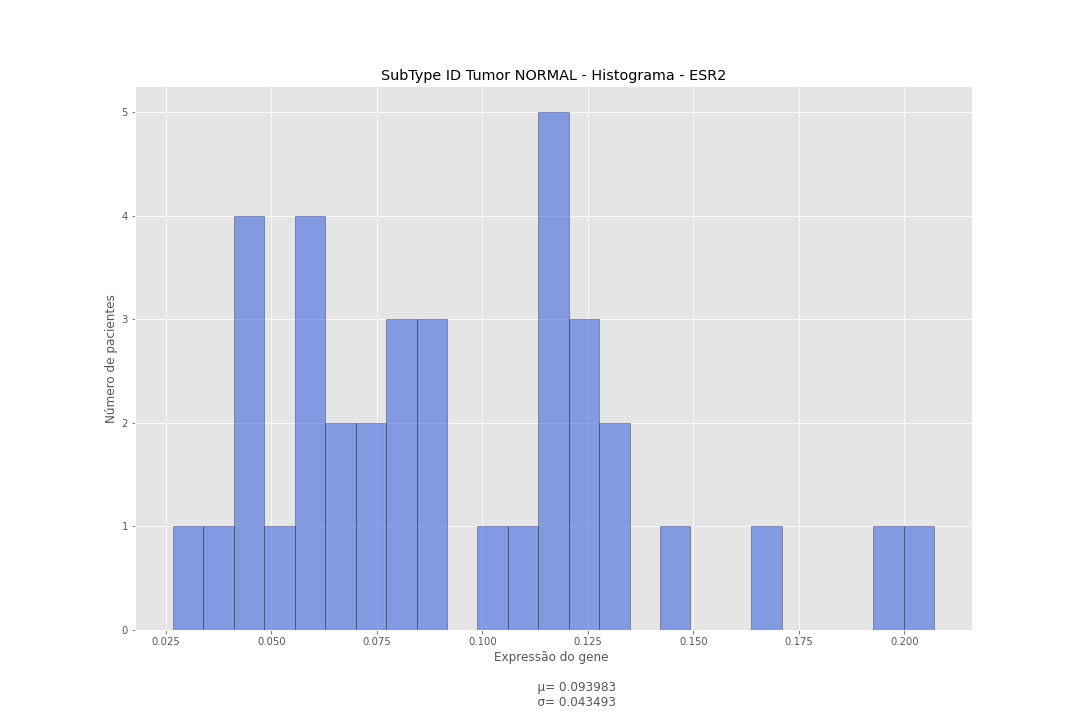 SubType ID Tumor NORMAL - Histograma - ESR2
5
4
3
2
1
0
Número de pacientes
0.025 0.050 0.075 0.100 0.125 0.150 0.175 0.200
Expressão do gene
μ= 0.093983
σ= 0.043493